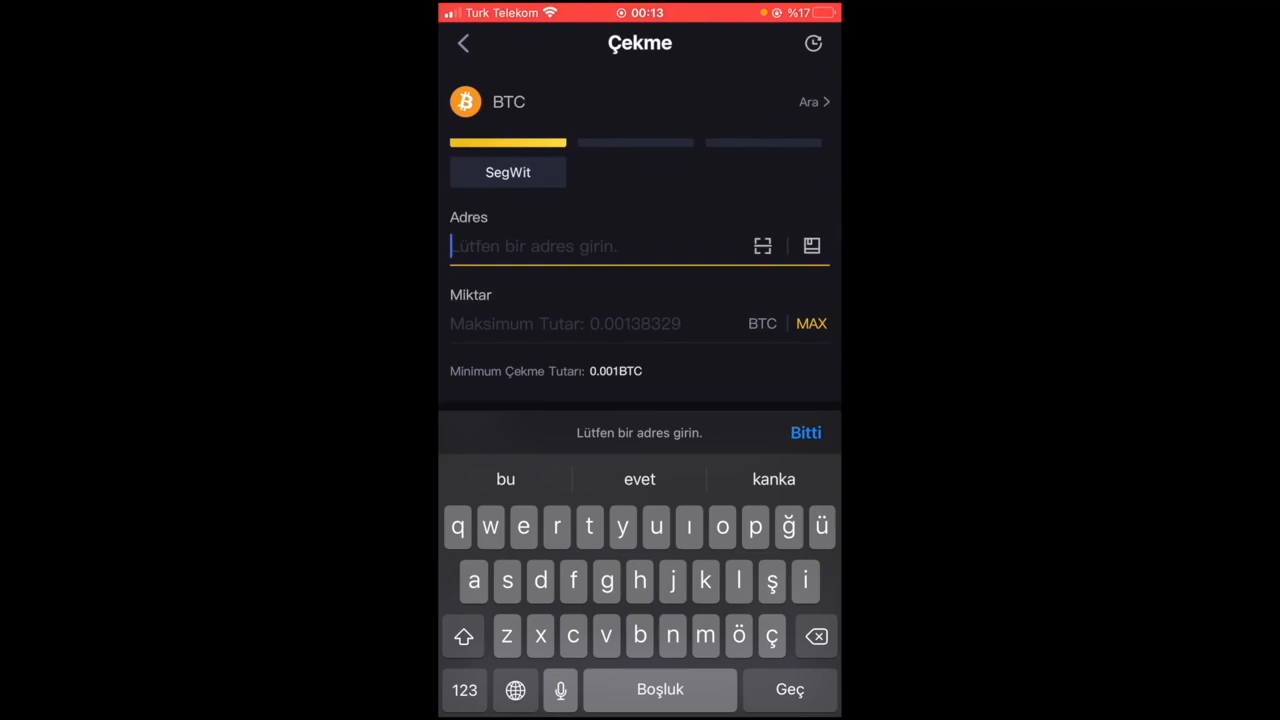 Turk Telekom 00:13 %17
Çekme
BTC Ara
SegWit
Adres
Lütfen bir adres girin.
Miktar
Maksimum Tutar: 0.00138329 BTC MAX
Minimum Çekme Tutarı: 0.001BTC
Lütfen bir adres girin. Bitti
bu evet kanka
q w e r t y u ı o p ğ ü
a s d f g h j k l ş i
z x c v b n m ö ç
123 Boşluk Geç